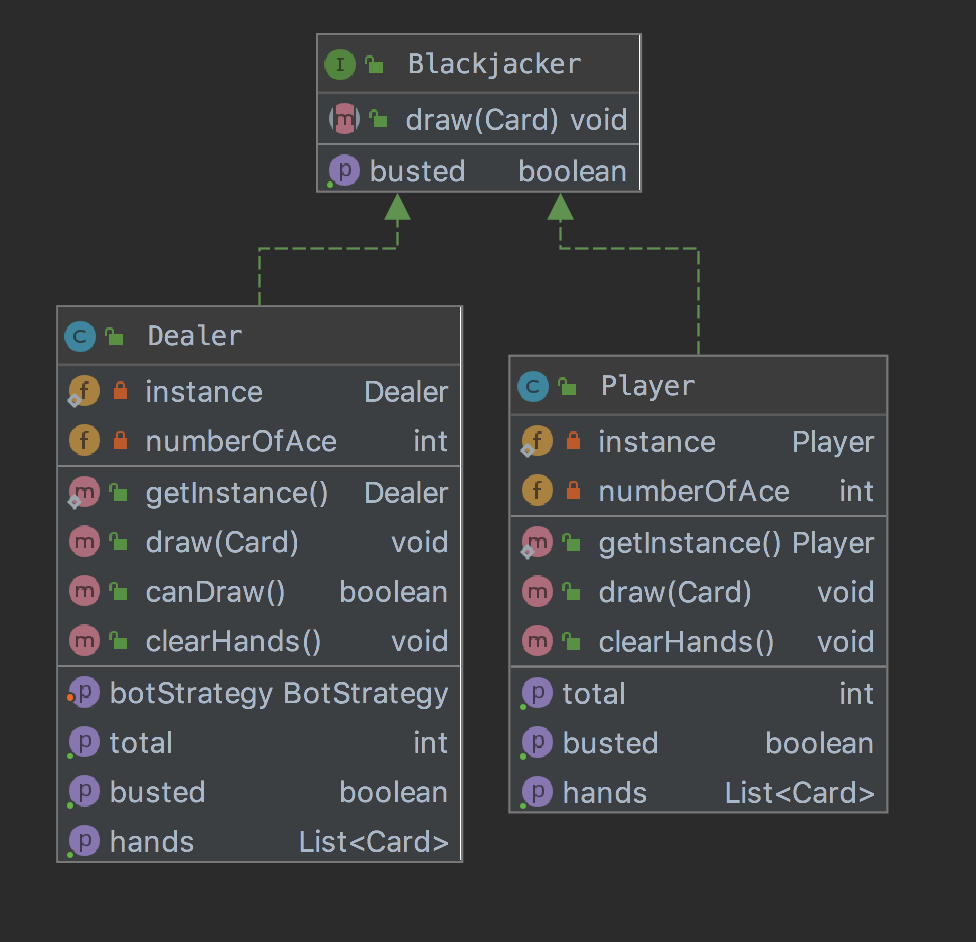 I Blackjacker
m draw(Card) void
p busted boolean
C Dealer
f instance Dealer
f numberOfAce int
m getInstance() Dealer
m draw(Card) void
m canDraw() boolean
m clearHands() void
p botStrategy BotStrategy
p total int
p busted boolean
p hands List<Card>
C Player
f instance Player
f numberOfAce int
m getInstance() Player
m draw(Card) void
m clearHands() void
p total int
p busted boolean
p hands List<Card>